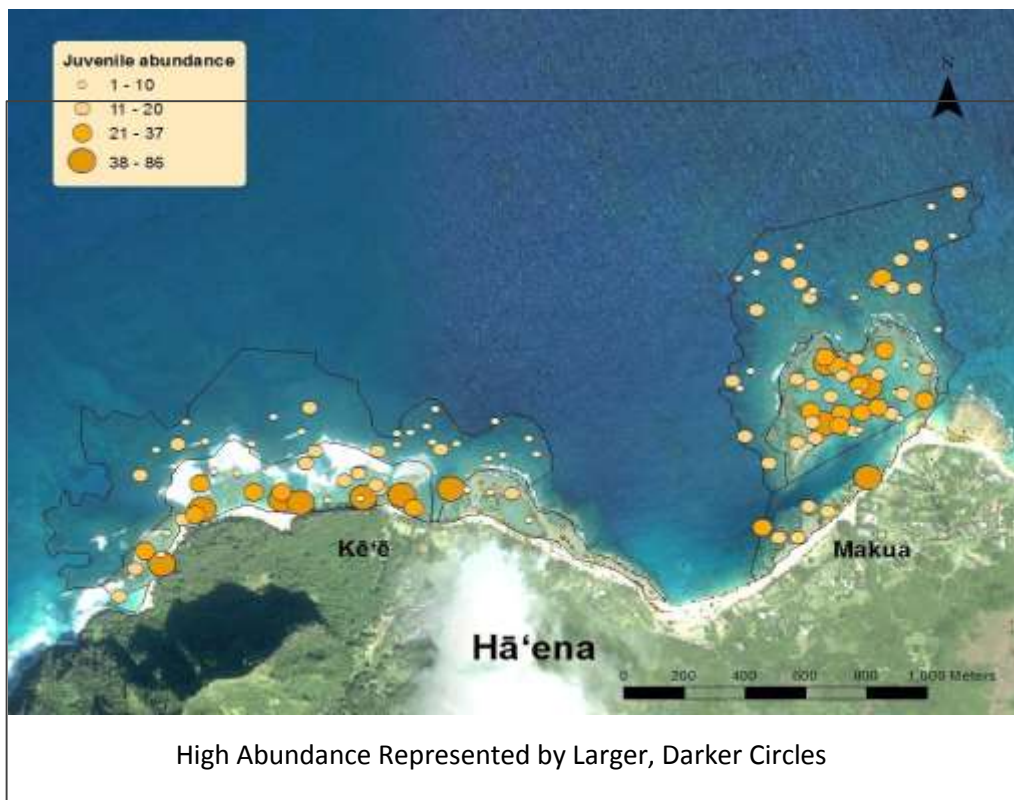 Juvenile abundance
1 - 10
11 - 20
21 - 37
38 - 86
N
Kē‘ē
Makua
Hā‘ena
0 200 400 600 800 1,000 Meters
High Abundance Represented by Larger, Darker Circles